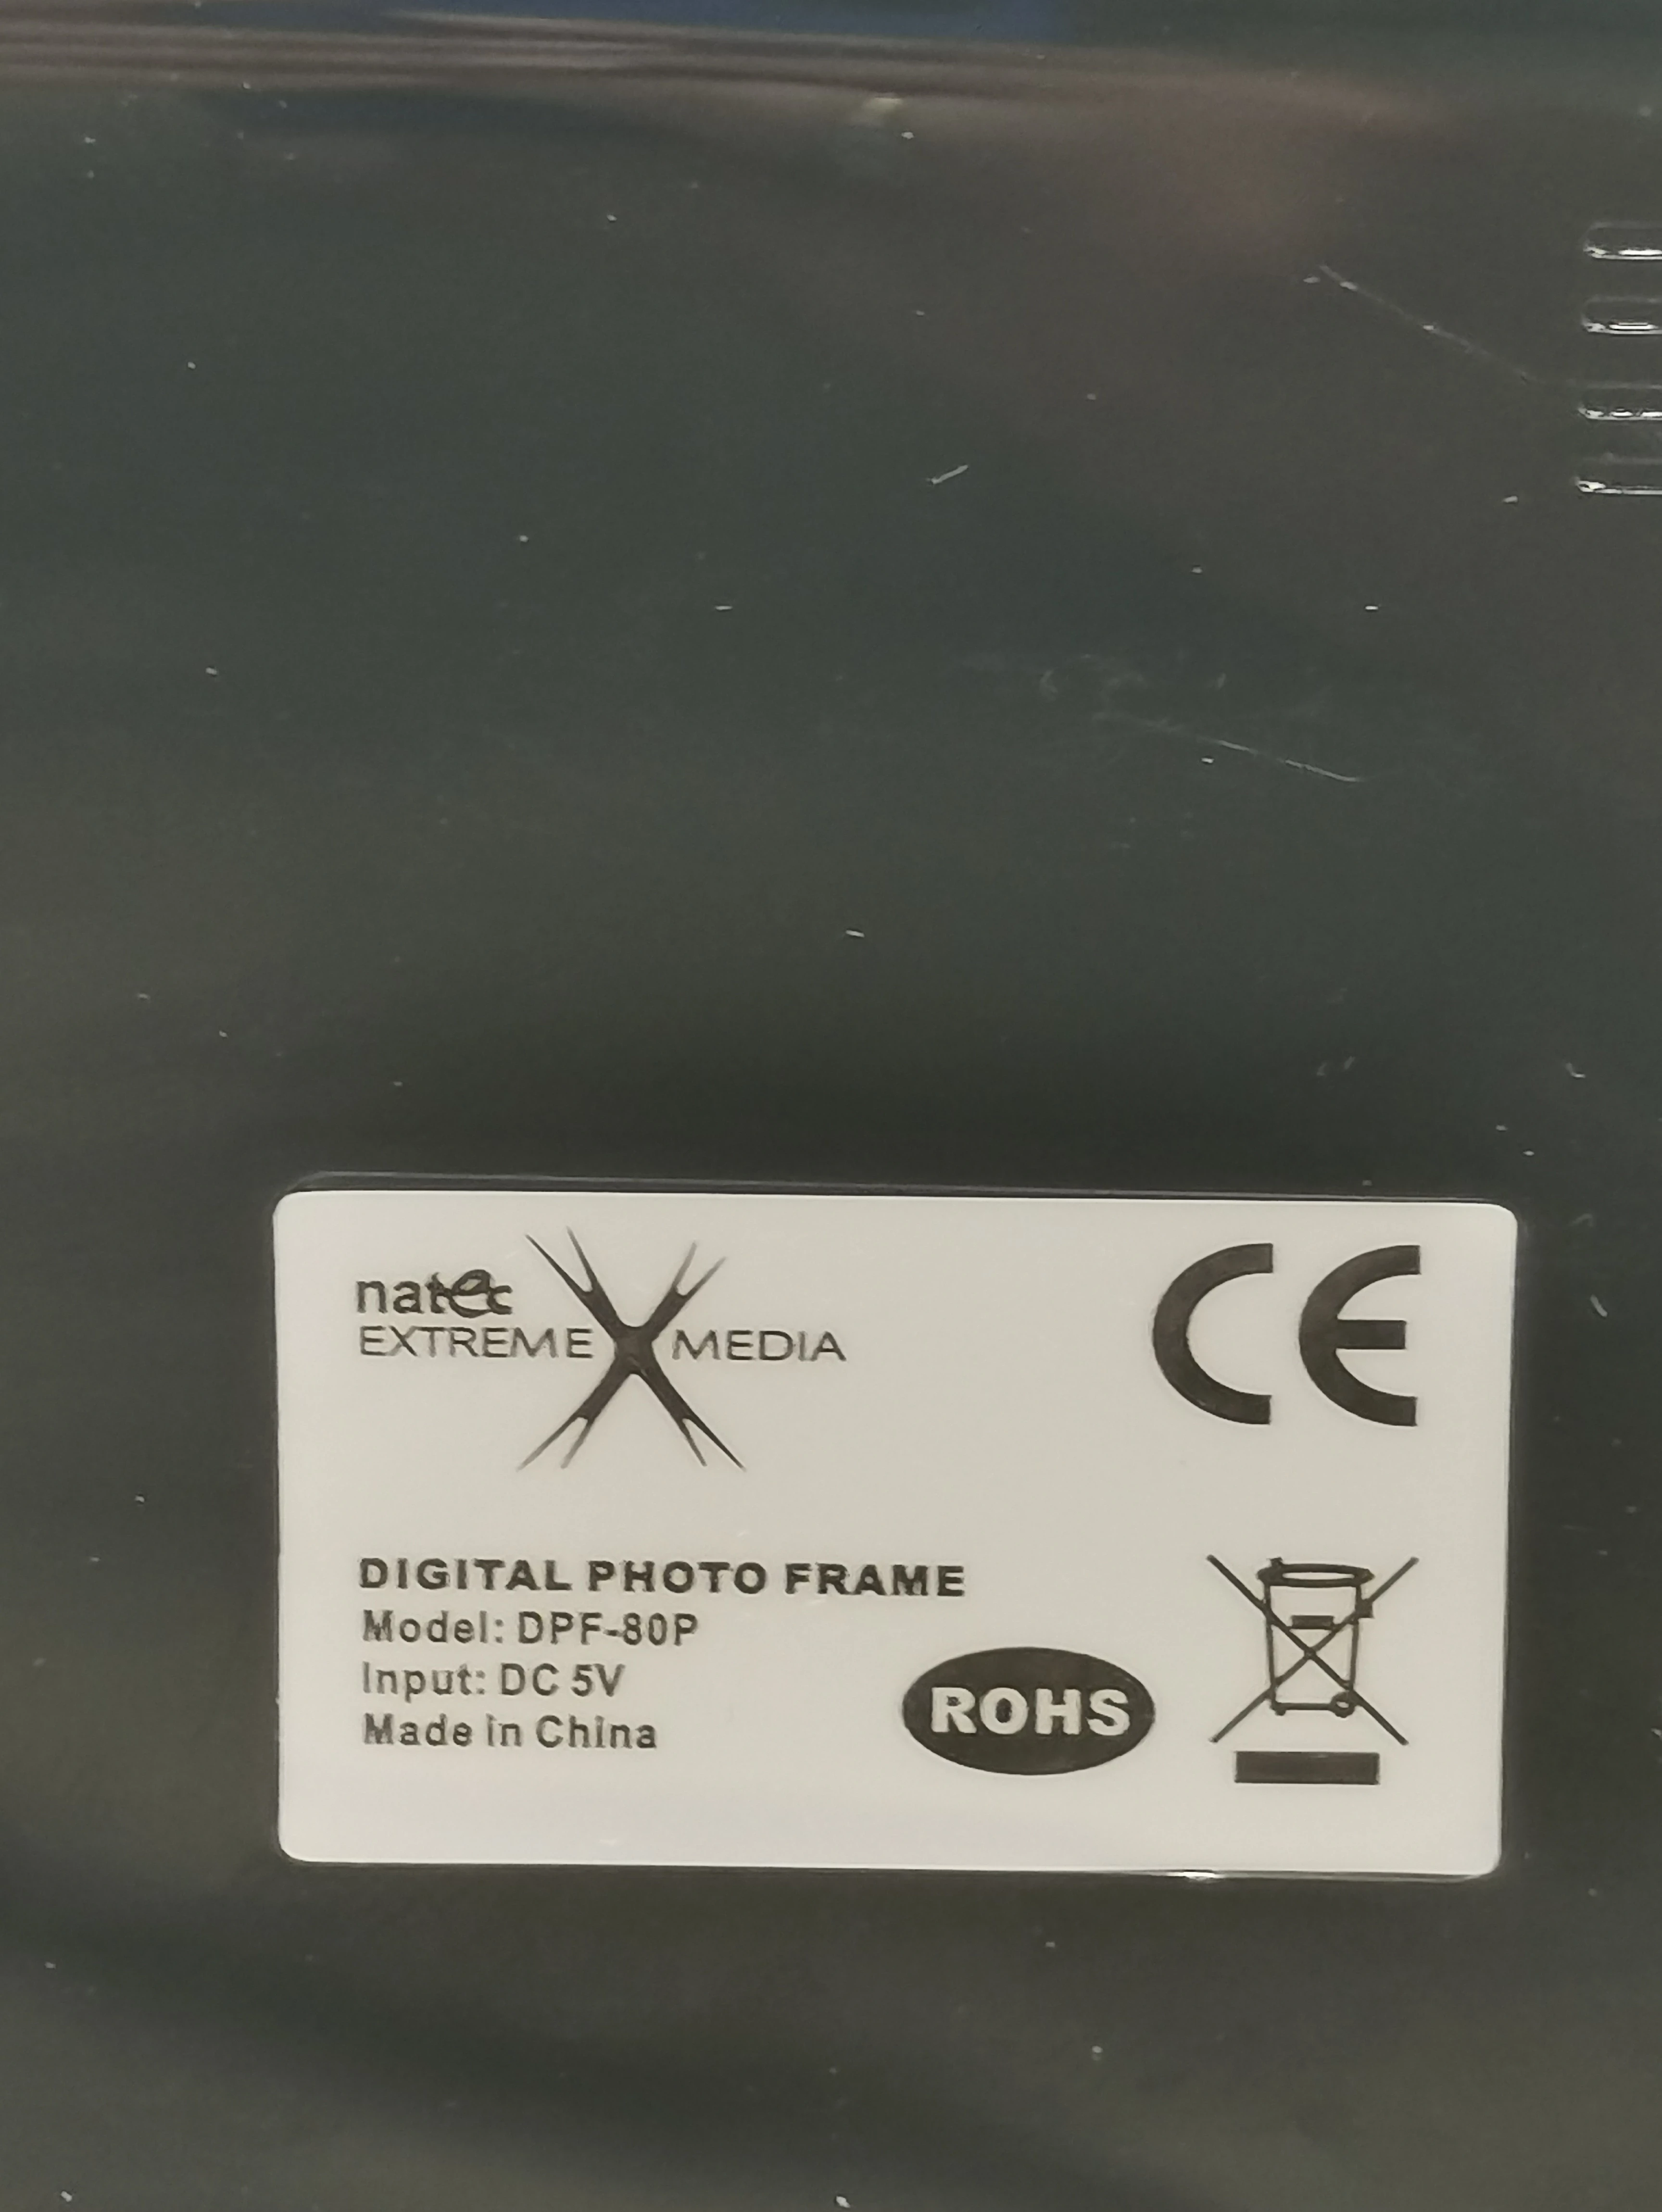 natec
EXTREME MEDIA
CE
DIGITAL PHOTO FRAME
Model: DPF-80P
Input: DC 5V
Made in China
ROHS